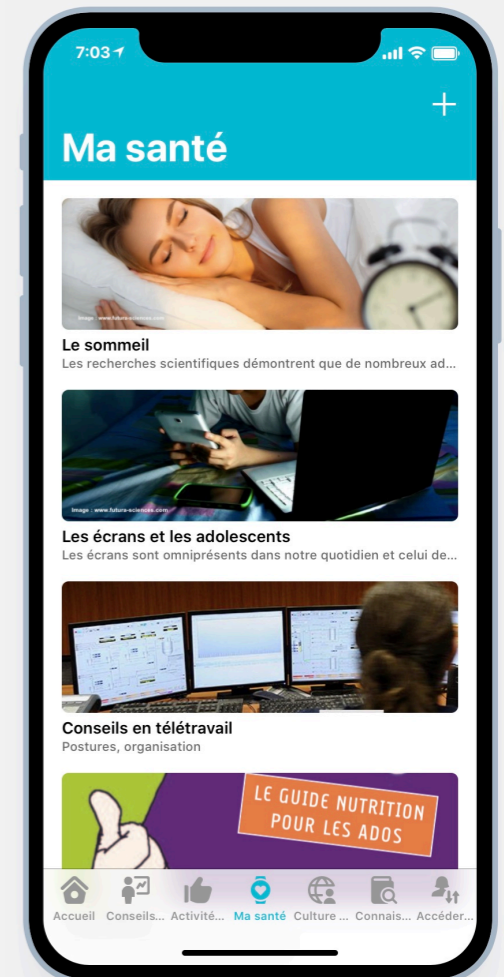 7:03
Ma santé
Image : www.futura-sciences.com
Le sommeil
Les recherches scientifiques démontrent que de nombreux ad...
Image : www.futura-sciences.com
Les écrans et les adolescents
Les écrans sont omniprésents dans notre quotidien et celui de...
Conseils en télétravail
Postures, organisation
LE GUIDE NUTRITION
POUR LES ADOS
Accueil Conseils... Activité... Ma santé Culture ... Connais... Accéder...